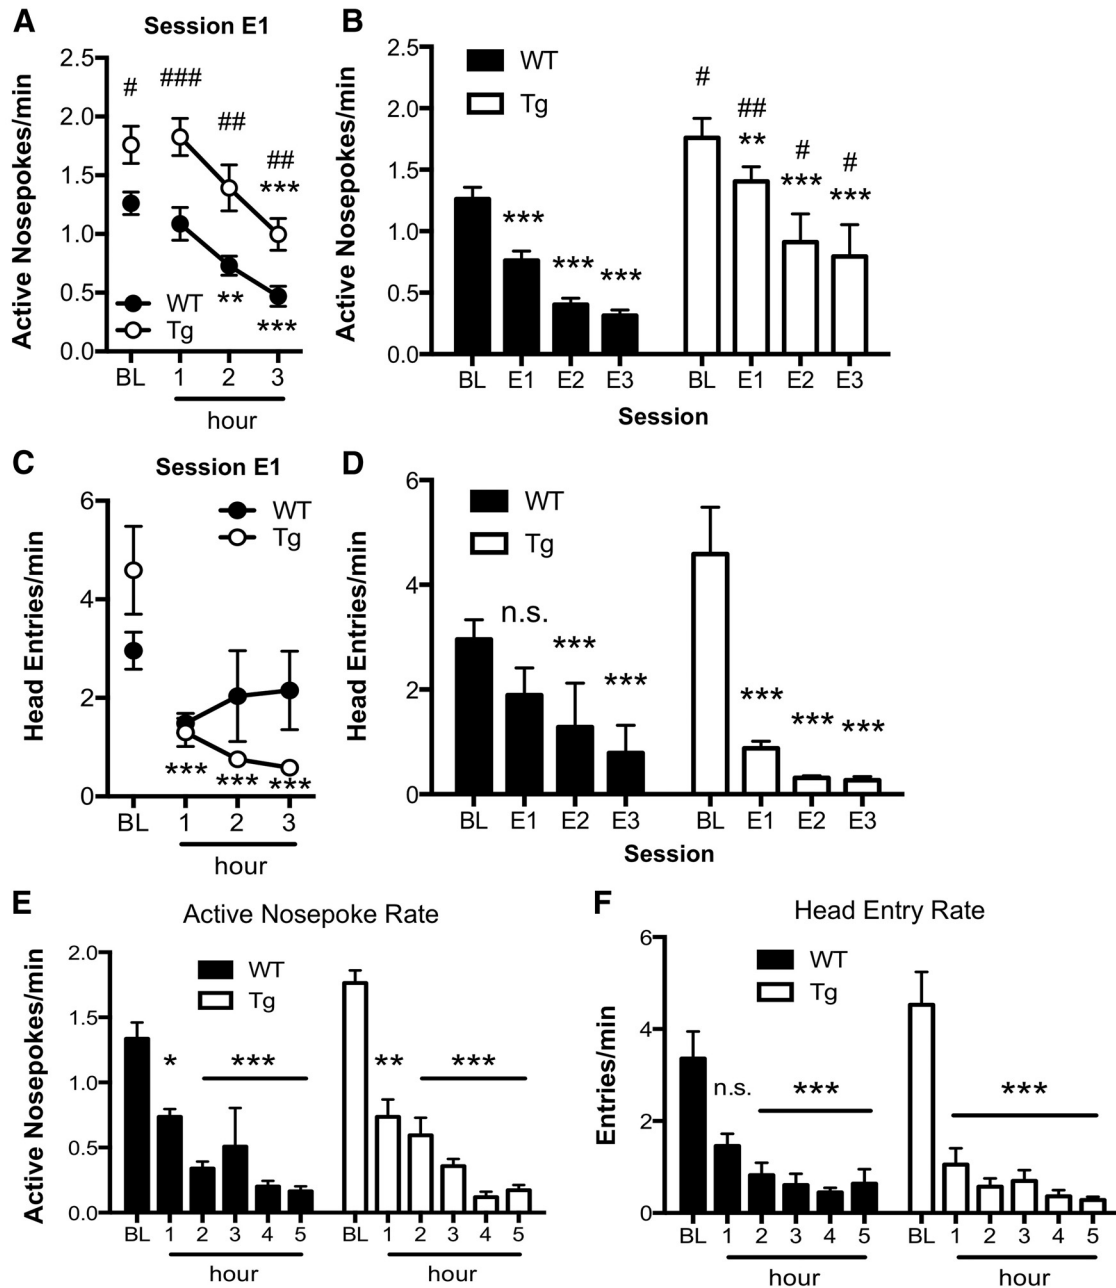 A
Session E1
Active Nosepokes/min
2.5
2.0
1.5
1.0
0.5
0.0
#
###
##
##
***
**
***
WT
Tg
BL 1 2 3
hour
B
Active Nosepokes/min
2.5
2.0
1.5
1.0
0.5
0.0
WT
Tg
***
***
***
#
##
**
#
***
#
***
BL E1 E2 E3 BL E1 E2 E3
Session
C
Session E1
Head Entries/min
6
4
2
0
WT
Tg
***
***
***
BL 1 2 3
hour
D
Head Entries/min
6
4
2
0
WT
Tg
n.s.
***
***
***
***
***
BL E1 E2 E3 BL E1 E2 E3
Session
E
Active Nosepoke Rate
Active Nosepokes/min
2.0
1.5
1.0
0.5
0.0
WT
Tg
* *** ** ***
BL 1 2 3 4 5 BL 1 2 3 4 5
hour hour
F
Head Entry Rate
Entries/min
6
4
2
0
WT
Tg
n.s. *** ***
BL 1 2 3 4 5 BL 1 2 3 4 5
hour hour